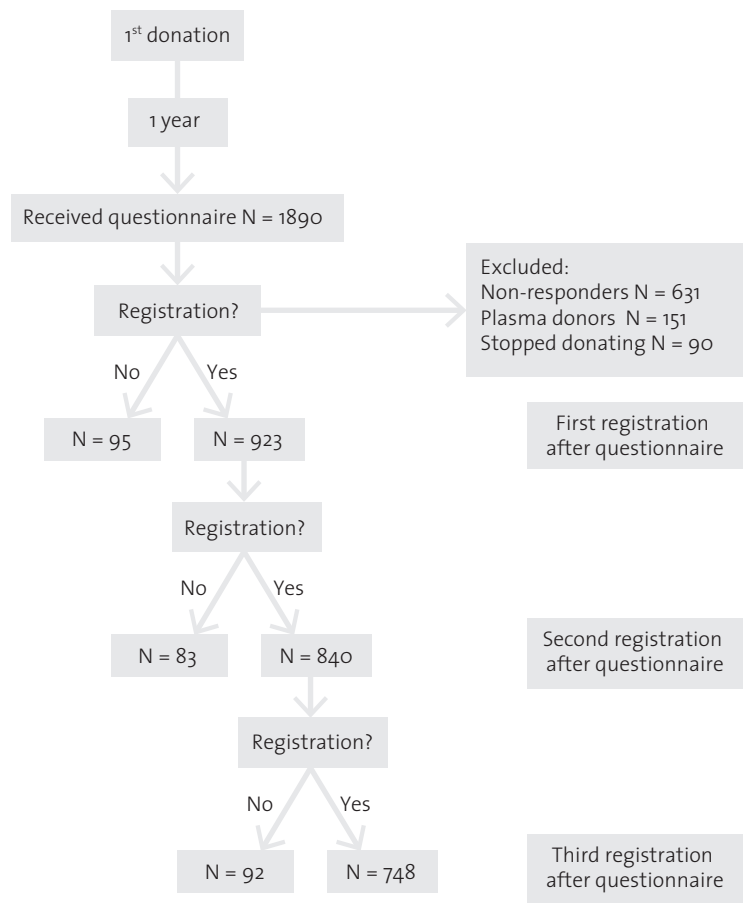 1st donation
1 year
Received questionnaire N = 1890
Registration?
Excluded:
Non-responders N = 631
Plasma donors N = 151
Stopped donating N = 90
No
Yes
N = 95
N = 923
First registration
after questionnaire
Registration?
No
Yes
N = 83
N = 840
Second registration
after questionnaire
Registration?
No
Yes
N = 92
N = 748
Third registration
after questionnaire